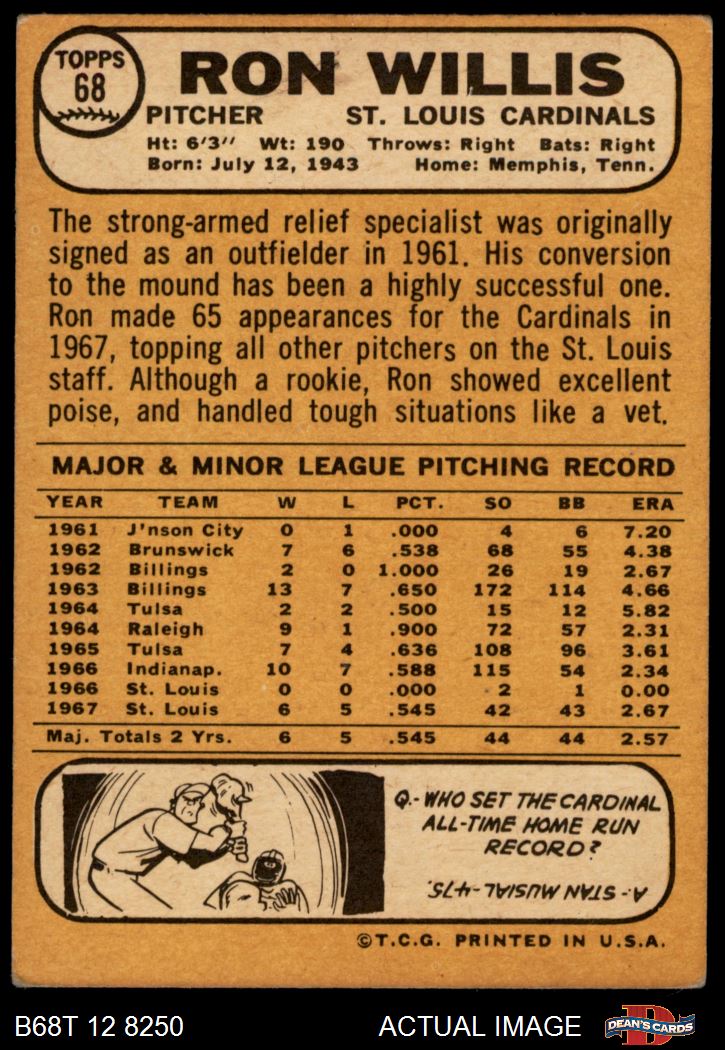 TOPPS
68
RON WILLIS
PITCHER ST. LOUIS CARDINALS
Ht: 6'3" Wt: 190 Throws: Right Bats: Right
Born: July 12, 1943 Home: Memphis, Tenn.
The strong-armed relief specialist was originally
signed as an outfielder in 1961. His conversion
to the mound has been a highly successful one.
Ron made 65 appearances for the Cardinals in
1967, topping all other pitchers on the St. Louis
staff. Although a rookie, Ron showed excellent
poise, and handled tough situations like a vet.
MAJOR & MINOR LEAGUE PITCHING RECORD
YEAR TEAM W L PCT. SO BB ERA
1961 J'nson City 0 1 .000 4 6 7.20
1962 Brunswick 7 6 .538 68 55 4.38
1962 Billings 2 0 1.000 26 19 2.67
1963 Billings 13 7 .650 172 114 4.66
1964 Tulsa 2 2 .500 15 12 5.82
1964 Raleigh 9 1 .900 72 57 2.31
1965 Tulsa 7 4 .636 108 96 3.61
1966 Indianap. 10 7 .588 115 54 2.34
1966 St. Louis 0 0 .000 2 1 0.00
1967 St. Louis 6 5 .545 42 43 2.67
Maj. Totals 2 Yrs. 6 5 .545 44 44 2.57
Q.- WHO SET THE CARDINAL
ALL-TIME HOME RUN
RECORD?
A.- STAN MUSIAL - 475.
©T.C.G. PRINTED IN U.S.A.
B68T 12 8250 ACTUAL IMAGE
D
DEAN'S CARDS